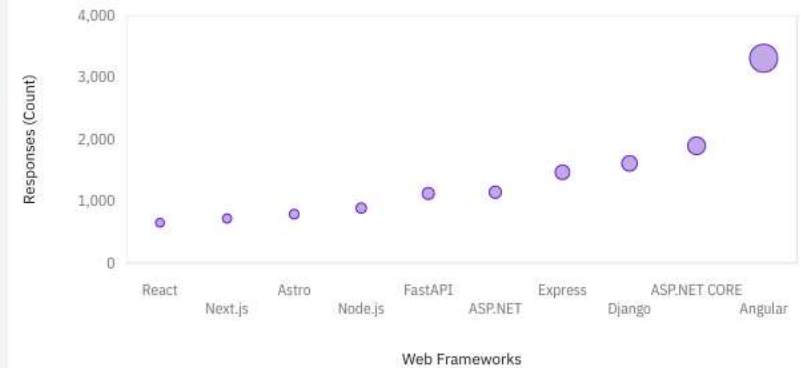 4,000
3,000
2,000
1,000
0
Responses (Count)
React
Next.js
Astro
Node.js
FastAPI
ASP.NET
Express
Django
ASP.NET CORE
Angular
Web Frameworks